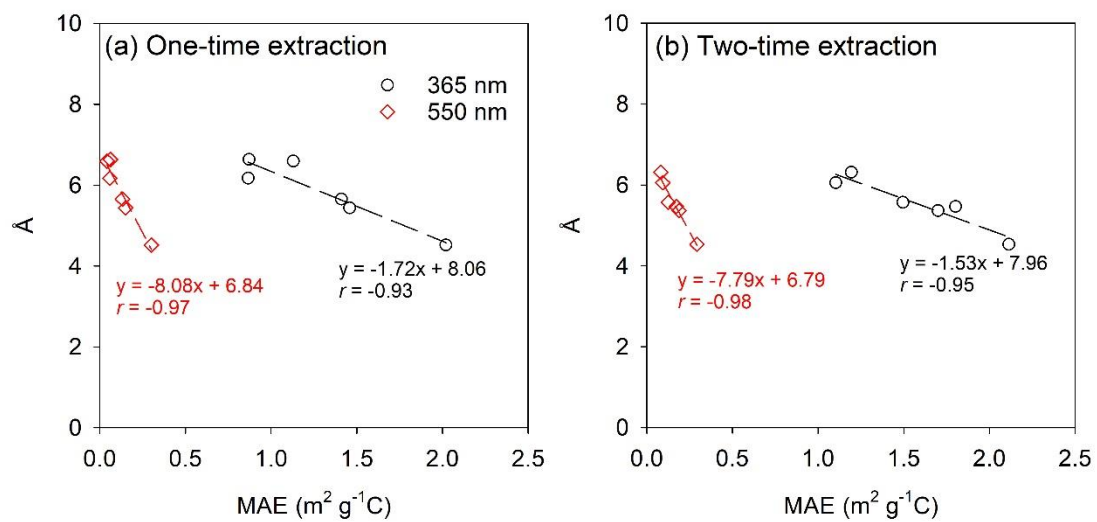 (a) One-time extraction
365 nm
550 nm
y = -8.08x + 6.84
r = -0.97
y = -1.72x + 8.06
r = -0.93
10
8
6
4
2
0
Å
0.0 0.5 1.0 1.5 2.0 2.5
MAE (m² g⁻¹C)
(b) Two-time extraction
y = -7.79x + 6.79
r = -0.98
y = -1.53x + 7.96
r = -0.95
10
8
6
4
2
0
Å
0.0 0.5 1.0 1.5 2.0 2.5
MAE (m² g⁻¹C)